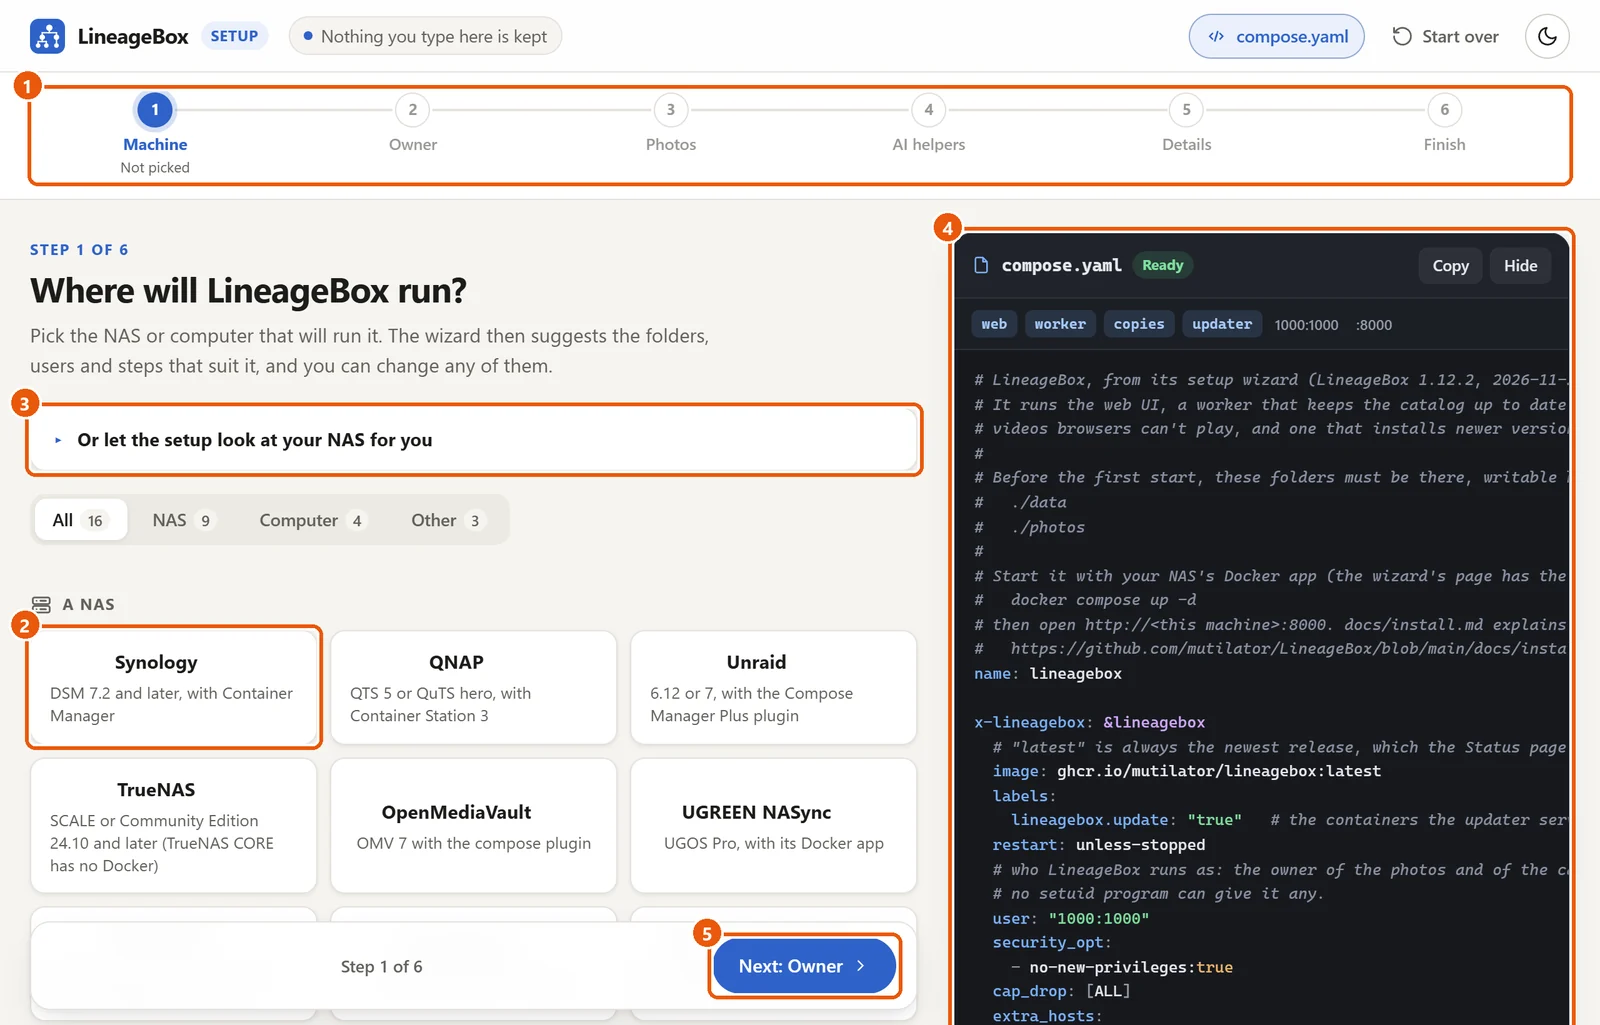 LineageBox SETUP
Nothing you type here is kept
compose.yaml
Start over
1
1 2 3 4 5 6
Machine Owner Photos AI helpers Details Finish
Not picked
STEP 1 OF 6
Where will LineageBox run?
Pick the NAS or computer that will run it. The wizard then suggests the folders,
users and steps that suit it, and you can change any of them.
3
Or let the setup look at your NAS for you
All 16 NAS 9 Computer 4 Other 3
A NAS
2
Synology
DSM 7.2 and later, with Container
Manager
QNAP
QTS 5 or QuTS hero, with
Container Station 3
Unraid
6.12 or 7, with the Compose
Manager Plus plugin
TrueNAS
SCALE or Community Edition
24.10 and later (TrueNAS CORE
has no Docker)
OpenMediaVault
OMV 7 with the compose plugin
UGREEN NASync
UGOS Pro, with its Docker app
Step 1 of 6
5
Next: Owner
4
compose.yaml Ready
Copy Hide
web worker copies updater 1000:1000 :8000
# LineageBox, from its setup wizard (LineageBox 1.12.2, 2026-11-
# It runs the web UI, a worker that keeps the catalog up to date
# videos browsers can't play, and one that installs newer
#
# Before the first start, these folders must be there, writable
#   ./data
#   ./photos
#
# Start it with your NAS's Docker app (the wizard's page has the
#   docker compose up -d
# then open http://<this machine>:8000. docs/install.md explains
#   https://github.com/mutilator/LineageBox/blob/main/docs/insta
name: lineagebox
x-lineagebox: &lineagebox
# "latest" is always the newest release, which the Status page
image: ghcr.io/mutilator/lineagebox:latest
labels:
lineagebox.update: "true"   # the containers the updater
restart: unless-stopped
# who LineageBox runs as: the owner of the photos and of the
# no setuid program can give it any.
user: "1000:1000"
security_opt:
- no-new-privileges:true
cap_drop: [ALL]
extra_hosts: